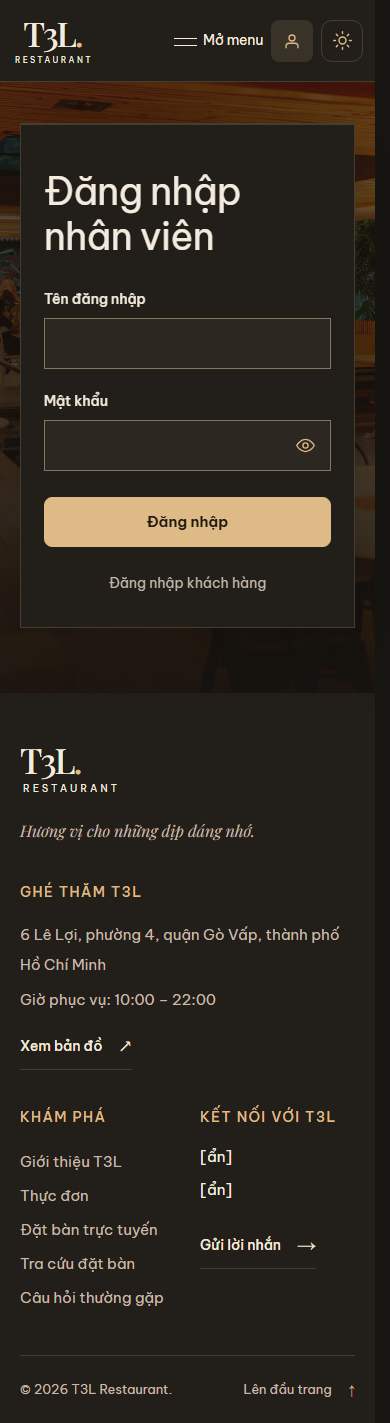 T3L.
RESTAURANT
Mở menu
Đăng nhập
nhân viên
Tên đăng nhập
Mật khẩu
Đăng nhập
Đăng nhập khách hàng
T3L.
RESTAURANT
Hương vị cho những dịp đáng nhớ.
GHÉ THĂM T3L
6 Lê Lợi, phường 4, quận Gò Vấp, thành phố
Hồ Chí Minh
Giờ phục vụ: 10:00 – 22:00
Xem bản đồ ↗
KHÁM PHÁ
Giới thiệu T3L
Thực đơn
Đặt bàn trực tuyến
Tra cứu đặt bàn
Câu hỏi thường gặp
KẾT NỐI VỚI T3L
[ẩn]
[ẩn]
Gửi lời nhắn →
© 2026 T3L Restaurant.
Lên đầu trang ↑